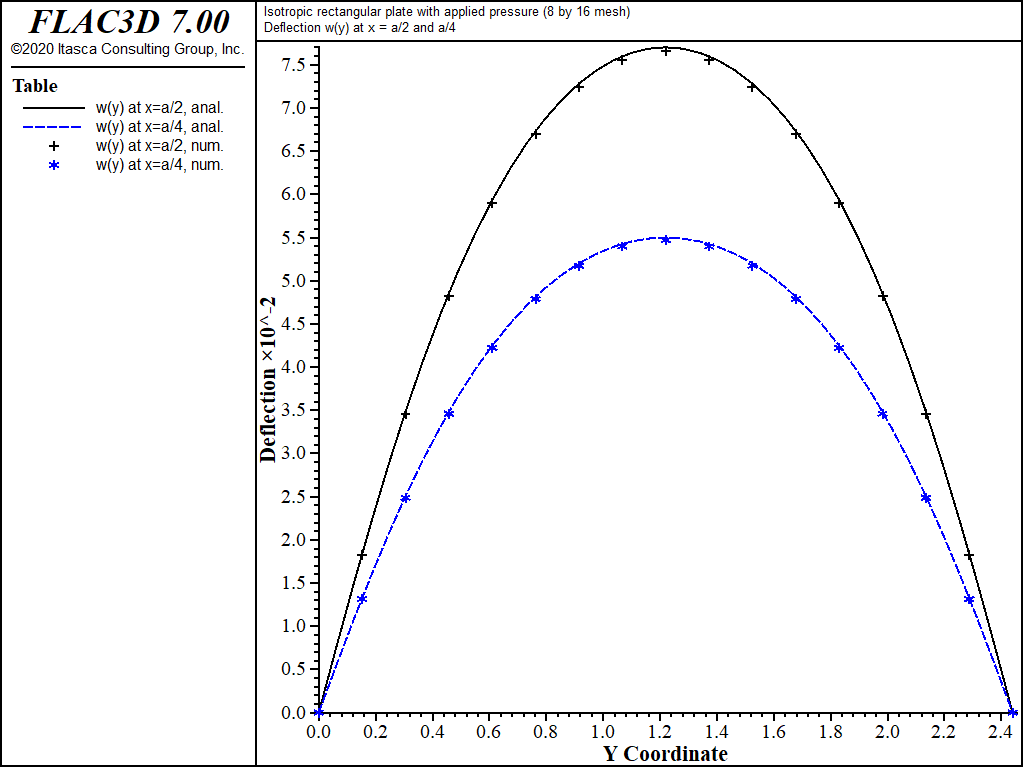 FLAC3D 7.00
©2020 Itasca Consulting Group, Inc.
Table
w(y) at x=a/2, anal.
w(y) at x=a/4, anal.
w(y) at x=a/2, num.
w(y) at x=a/4, num.
Isotropic rectangular plate with applied pressure (8 by 16 mesh)
Deflection w(y) at x = a/2 and a/4
Deflection ×10^-2
7.5
7.0
6.5
6.0
5.5
5.0
4.5
4.0
3.5
3.0
2.5
2.0
1.5
1.0
0.5
0.0
0.0 0.2 0.4 0.6 0.8 1.0 1.2 1.4 1.6 1.8 2.0 2.2 2.4
Y Coordinate